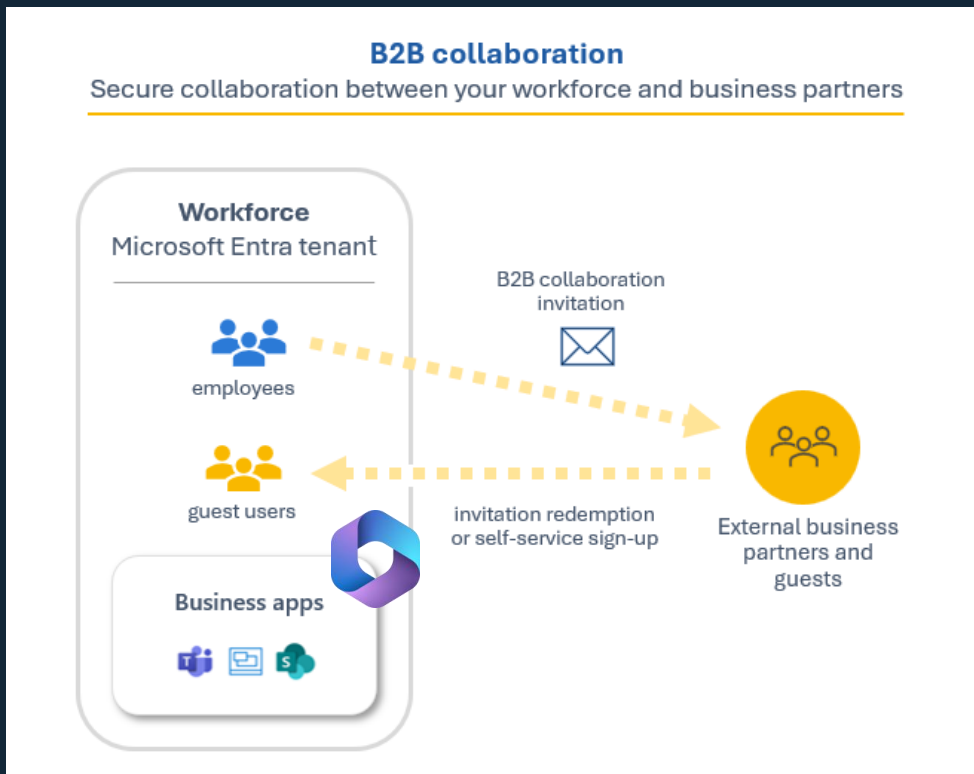 B2B collaboration
Secure collaboration between your workforce and business partners
Workforce
Microsoft Entra tenant
employees
guest users
Business apps
T
S
B2B collaboration
invitation
invitation redemption
or self-service sign-up
External business
partners and
guests